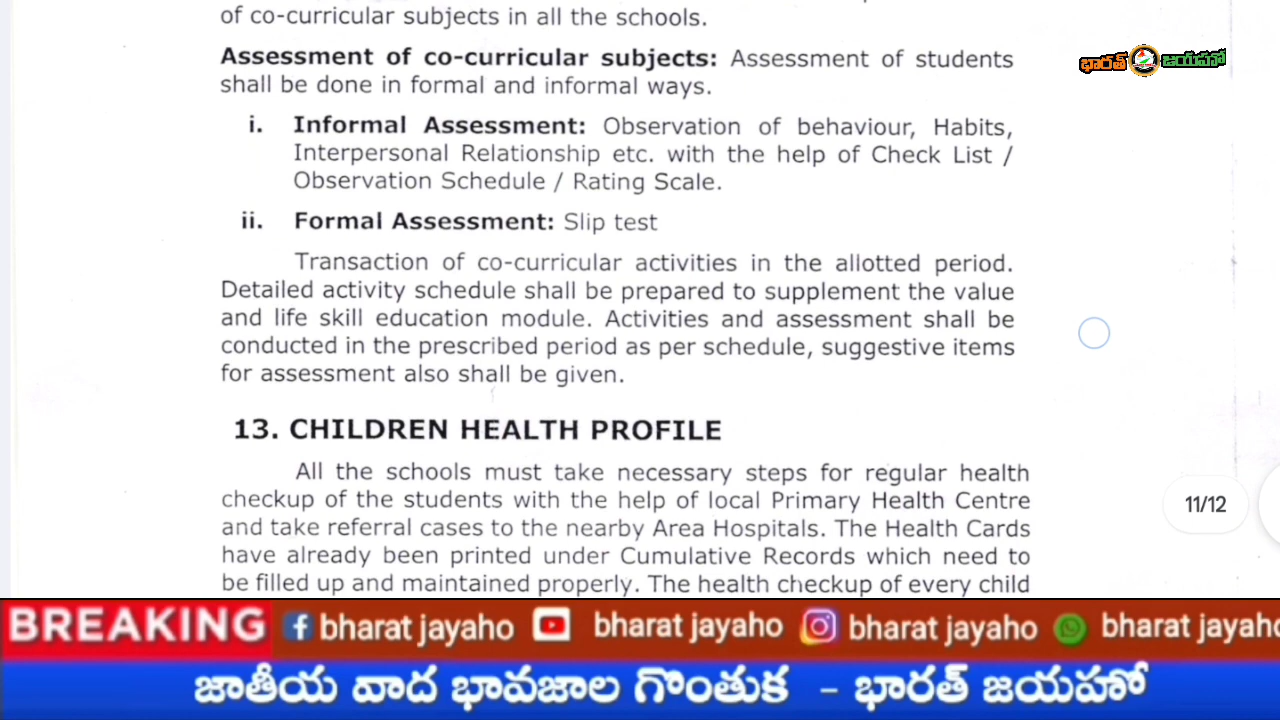 of co-curricular subjects in all the schools.
భారత్ జయహో
Assessment of co-curricular subjects: Assessment of students
shall be done in formal and informal ways.
i. Informal Assessment: Observation of behaviour, Habits,
Interpersonal Relationship etc. with the help of Check List /
Observation Schedule / Rating Scale.
ii. Formal Assessment: Slip test
Transaction of co-curricular activities in the allotted period.
Detailed activity schedule shall be prepared to supplement the value
and life skill education module. Activities and assessment shall be
conducted in the prescribed period as per schedule, suggestive items
for assessment also shall be given.
13. CHILDREN HEALTH PROFILE
All the schools must take necessary steps for regular health
checkup of the students with the help of local Primary Health Centre
and take referral cases to the nearby Area Hospitals. The Health Cards
have already been printed under Cumulative Records which need to
be filled up and maintained properly. The health checkup of every child
11/12
BREAKING bharat jayaho bharat jayaho bharat jayaho bharat jayaho
జాతీయ వాద భావజాల గొంతుక - భారత్ జయహో